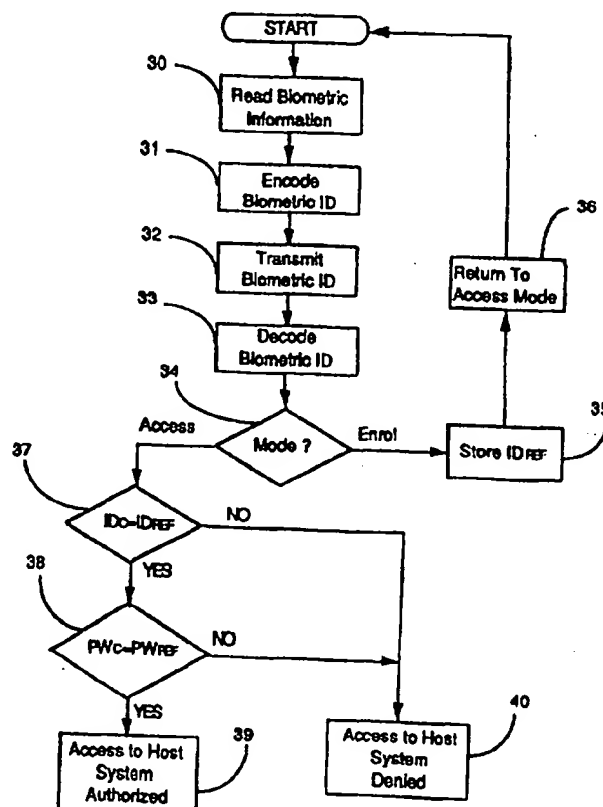 START
30
Read Biometric
Information
31
Encode
Biometric ID
32
Transmit
Biometric ID
36
Return To
Access Mode
33
Decode
Biometric ID
34
Access
Mode ?
Enrol
Store IDREF
35
37
IDC=IDREF
NO
YES
38
PWC=PWREF
NO
YES
Access to Host
System
Authorized
39
Access to Host
System
Denied
40